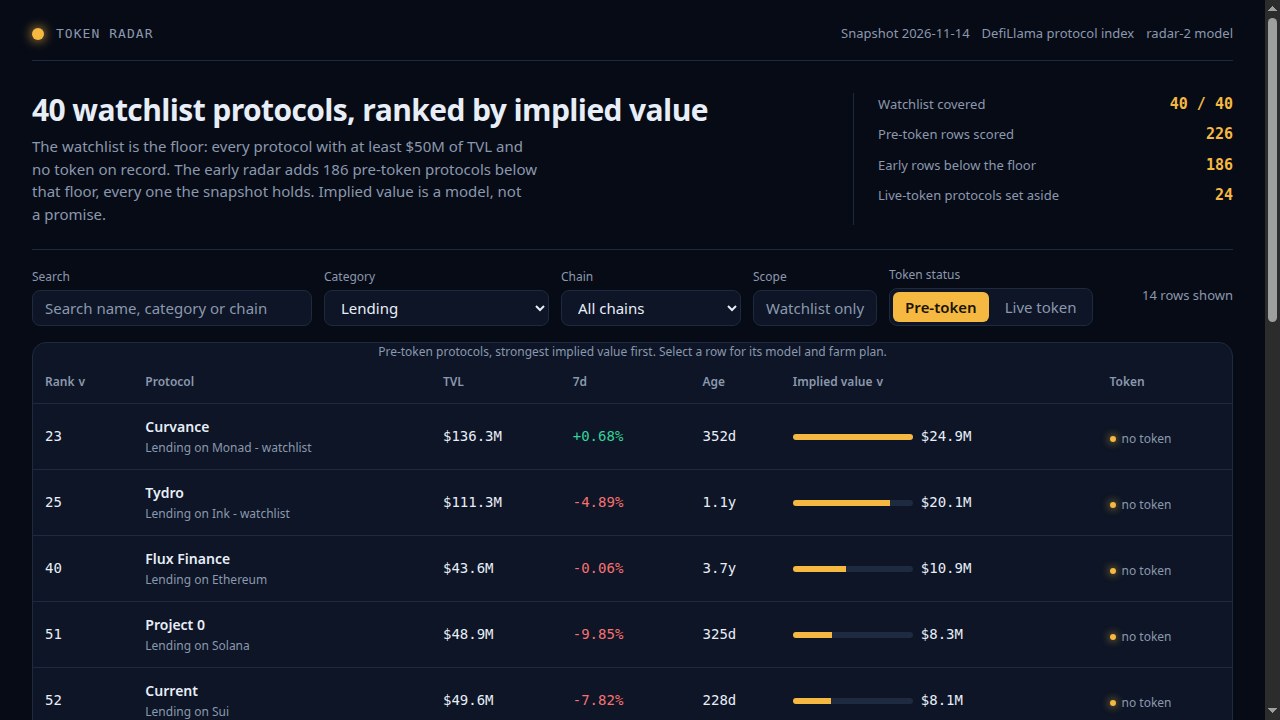 TOKEN RADAR
Snapshot 2026-11-14 DefiLlama protocol index radar-2 model
40 watchlist protocols, ranked by implied value
The watchlist is the floor: every protocol with at least $50M of TVL and
no token on record. The early radar adds 186 pre-token protocols below
that floor, every one the snapshot holds. Implied value is a model, not
a promise.
Watchlist covered 40 / 40
Pre-token rows scored 226
Early rows below the floor 186
Live-token protocols set aside 24
Search Category Chain Scope Token status
Search name, category or chain Lending All chains Watchlist only Pre-token Live token 14 rows shown
Pre-token protocols, strongest implied value first. Select a row for its model and farm plan.
Rank v Protocol TVL 7d Age Implied value v Token
23 Curvance $136.3M +0.68% 352d $24.9M no token
Lending on Monad - watchlist
25 Tydro $111.3M -4.89% 1.1y $20.1M no token
Lending on Ink - watchlist
40 Flux Finance $43.6M -0.06% 3.7y $10.9M no token
Lending on Ethereum
51 Project 0 $48.9M -9.85% 325d $8.3M no token
Lending on Solana
52 Current $49.6M -7.82% 228d $8.1M no token
Lending on Sui